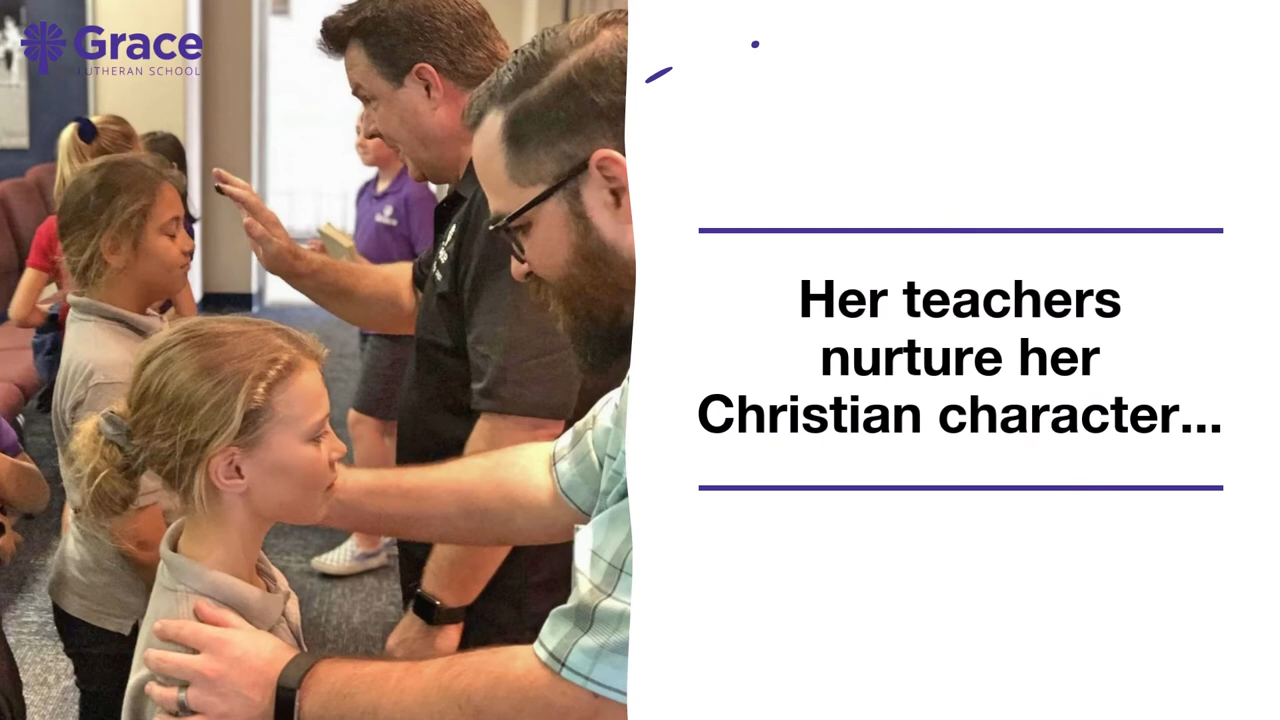 Grace
LUTHERAN SCHOOL
Her teachers
nurture her
Christian character...